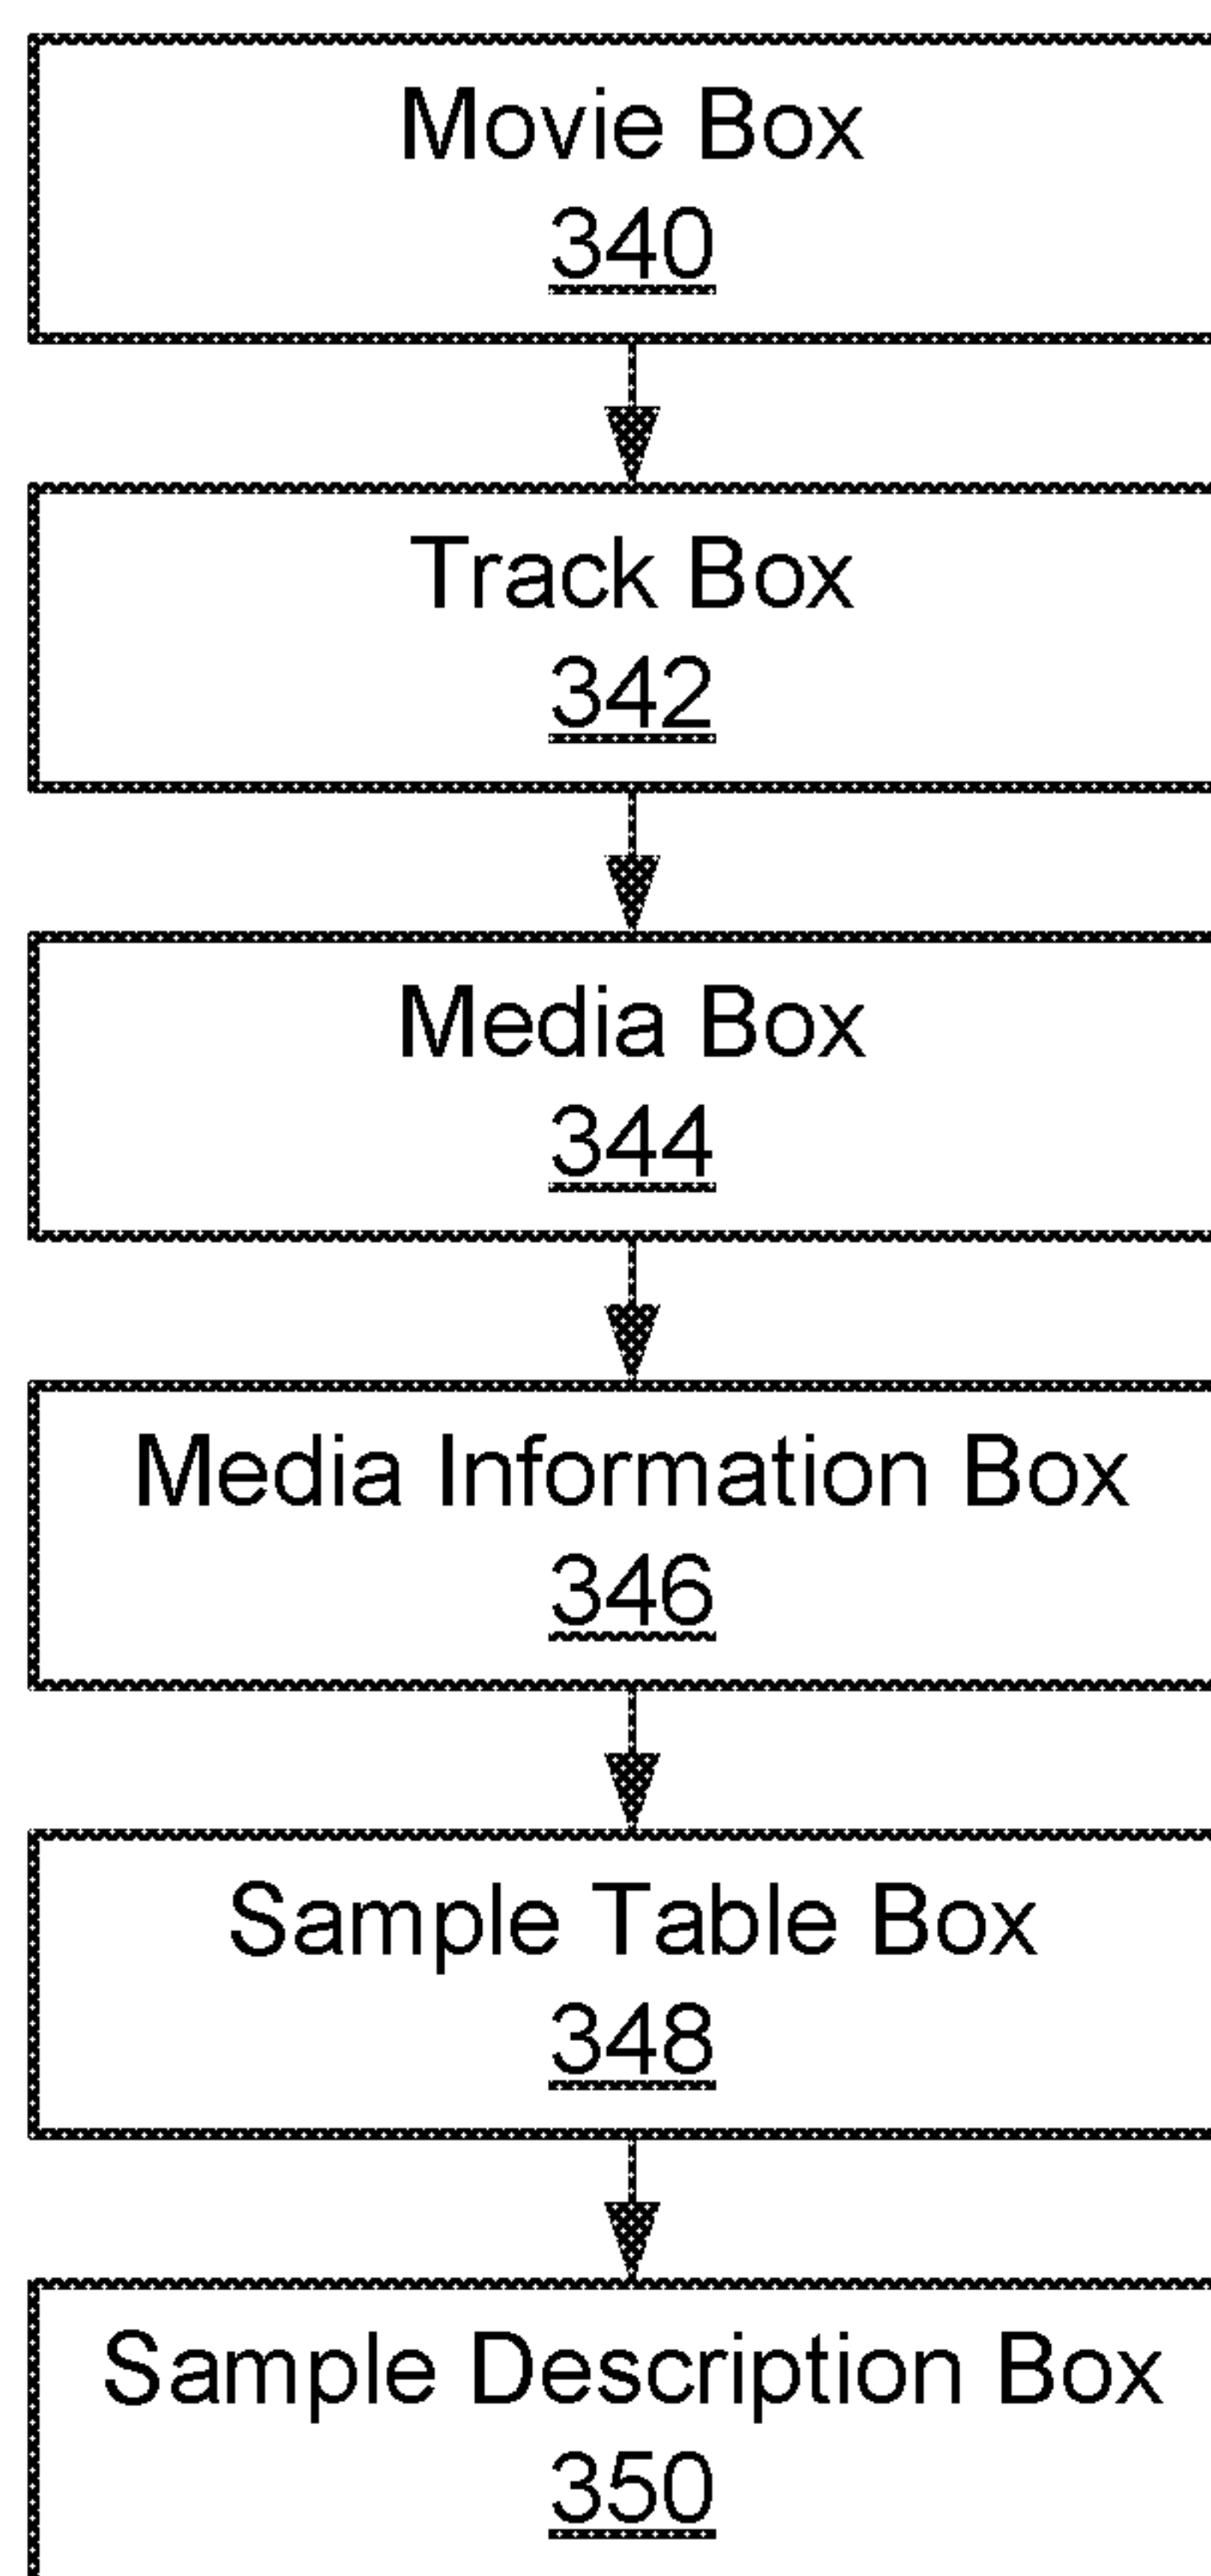 Movie Box
340
Track Box
342
Media Box
344
Media Information Box
346
Sample Table Box
348
Sample Description Box
350